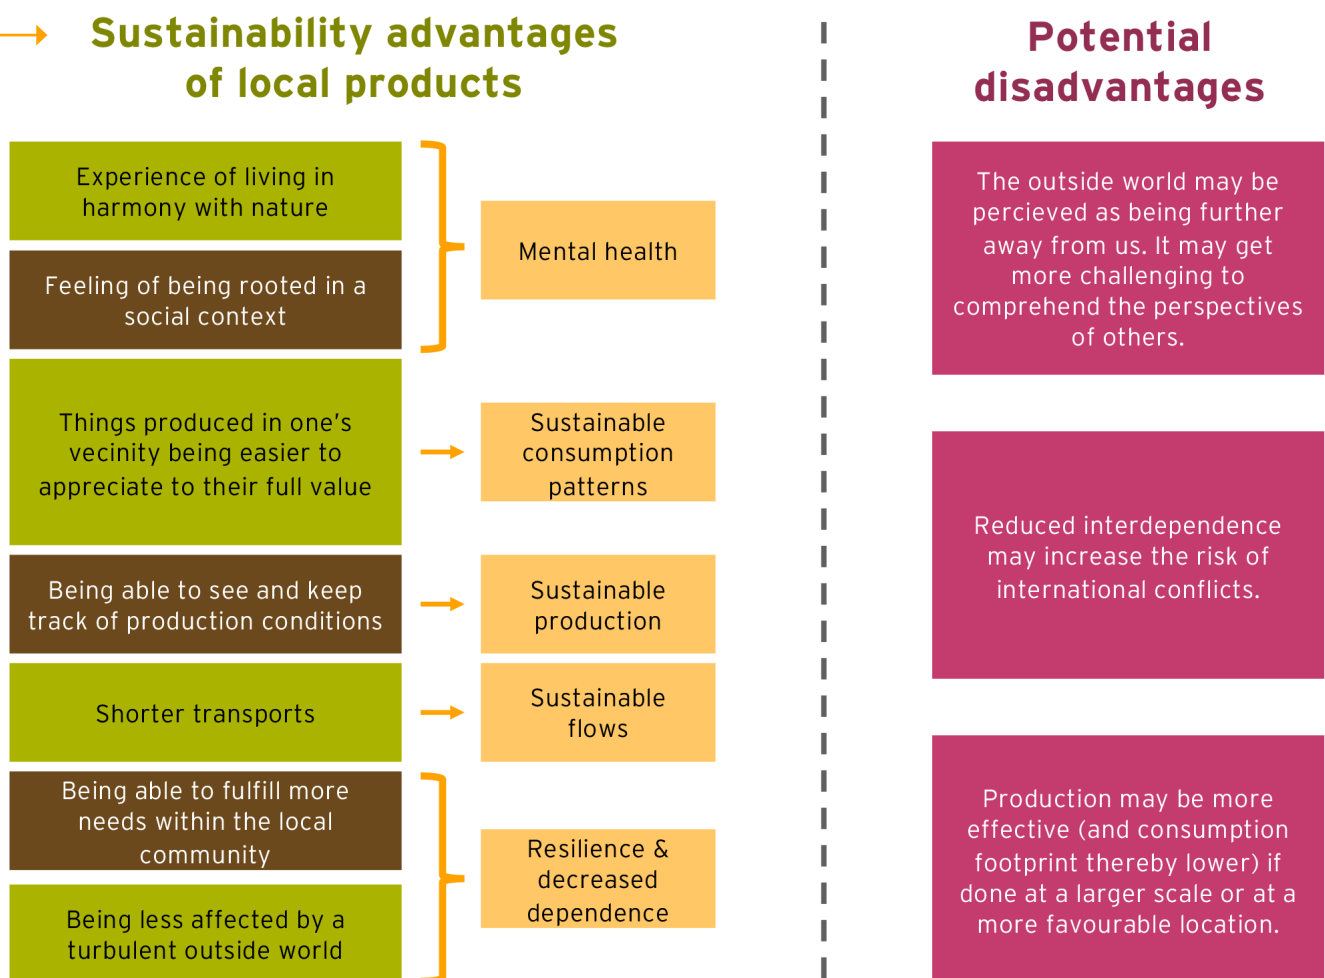 Sustainability advantages
of local products
Experience of living in
harmony with nature
Feeling of being rooted in a
social context
Mental health
Things produced in one's
vecinity being easier to
appreciate to their full value
Sustainable
consumption
patterns
Being able to see and keep
track of production conditions
Sustainable
production
Shorter transports
Sustainable
flows
Being able to fulfill more
needs within the local
community
Being less affected by a
turbulent outside world
Resilience &
decreased
dependence
Potential
disadvantages
The outside world may be
percieved as being further
away from us. It may get
more challenging to
comprehend the perspectives
of others.
Reduced interdependence
may increase the risk of
international conflicts.
Production may be more
effective (and consumption
footprint thereby lower) if
done at a larger scale or at a
more favourable location.